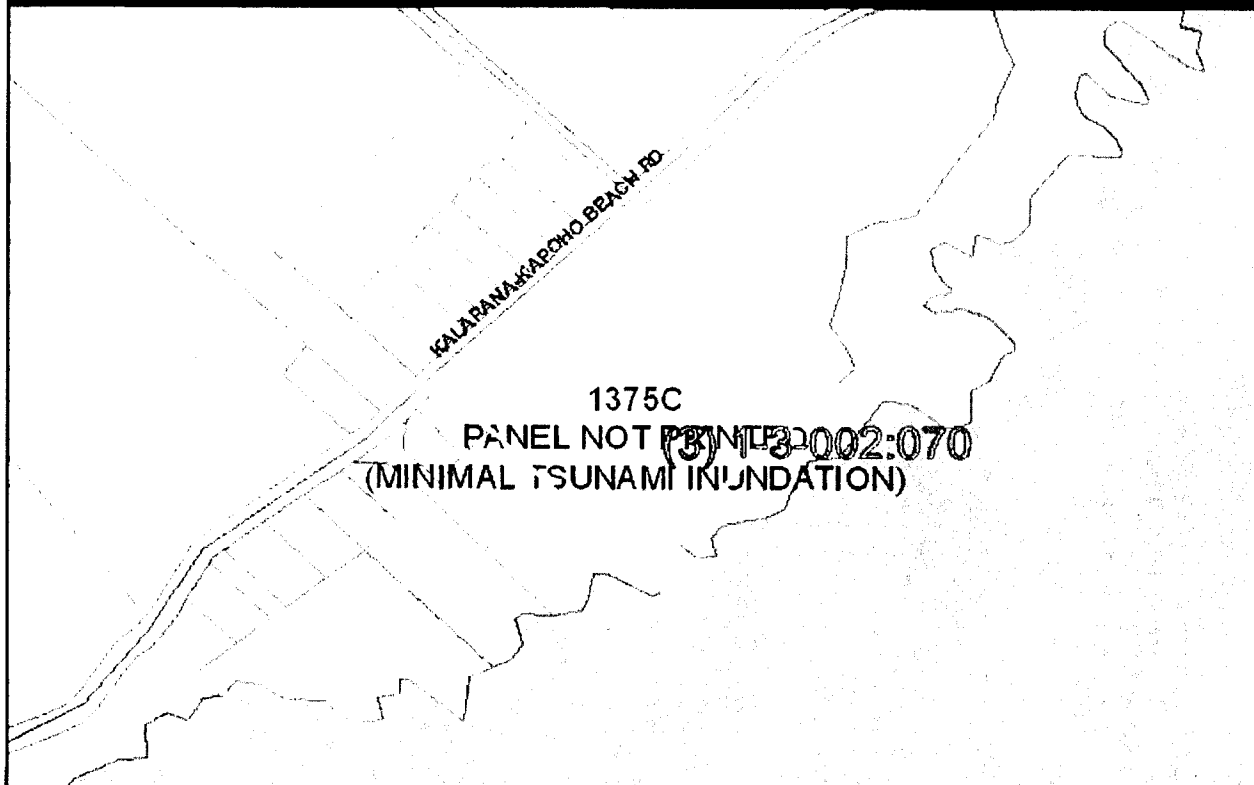 KALAPANA-KAPOHO BEACH RD
1375C
PANEL NOT PRINTED
(3) 1-3-002:070
(MINIMAL TSUNAMI INUNDATION)